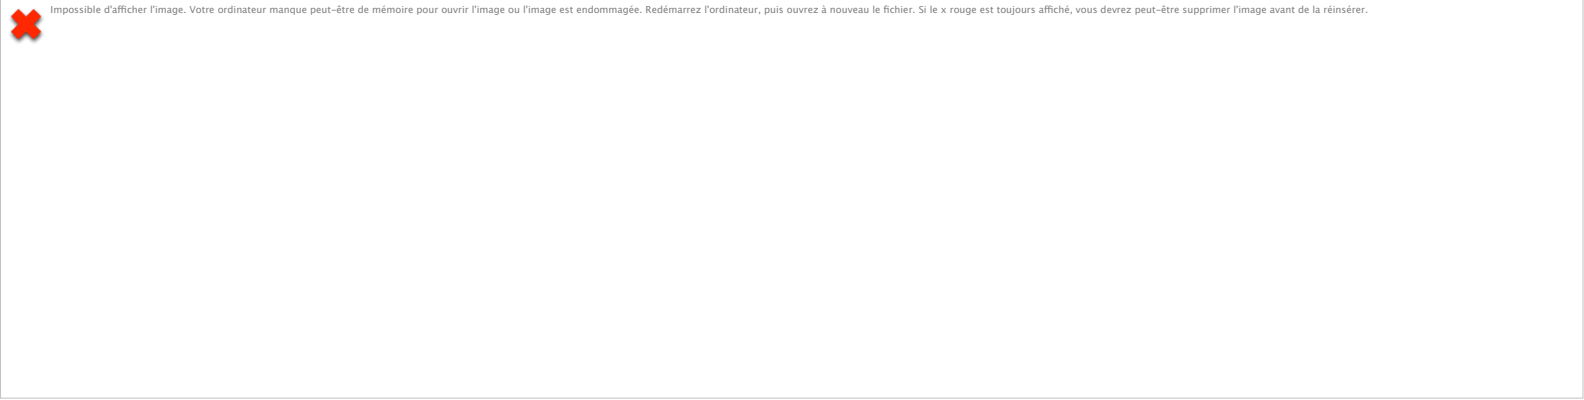 Impossible d'afficher l'image. Votre ordinateur manque peut-être de mémoire pour ouvrir l'image ou l'image est endommagée. Redémarrez l'ordinateur, puis ouvrez à nouveau le fichier. Si le x rouge est toujours affiché, vous devrez peut-être supprimer l'image avant de la réinsérer.